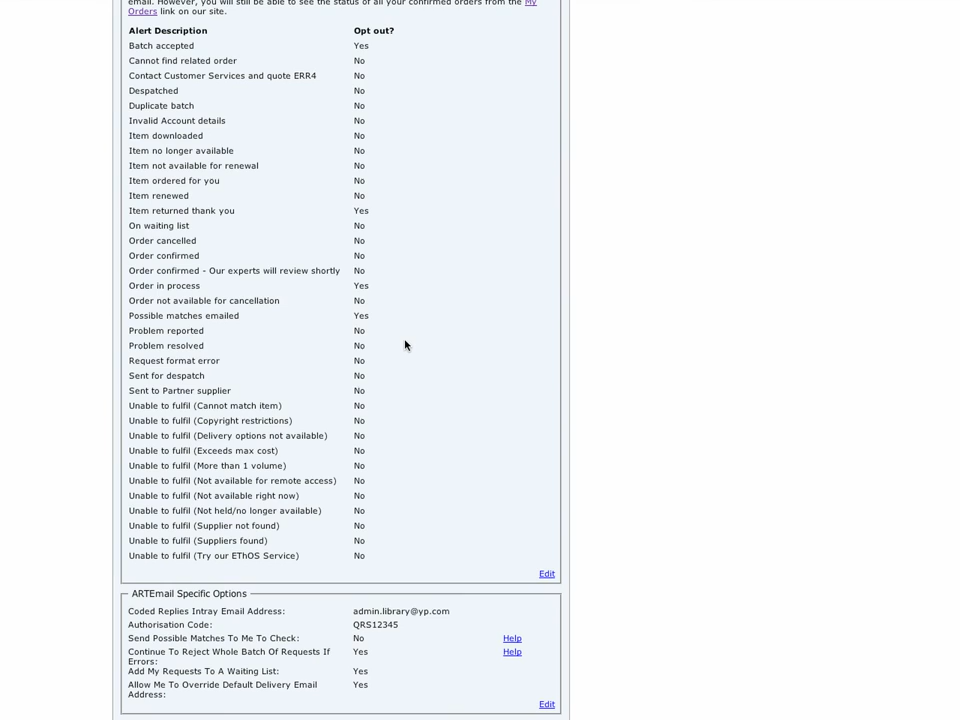 email. However, you will still be able to see the status of all your confirmed orders from the My
Orders link on our site.
Alert Description Opt out?
Batch accepted Yes
Cannot find related order No
Contact Customer Services and quote ERR4 No
Despatched No
Duplicate batch No
Invalid Account details No
Item downloaded No
Item no longer available No
Item not available for renewal No
Item ordered for you No
Item renewed No
Item returned thank you Yes
On waiting list No
Order cancelled No
Order confirmed No
Order confirmed - Our experts will review shortly No
Order in process Yes
Order not available for cancellation No
Possible matches emailed Yes
Problem reported No
Problem resolved No
Request format error No
Sent for despatch No
Sent to Partner supplier No
Unable to fulfil (Cannot match item) No
Unable to fulfil (Copyright restrictions) No
Unable to fulfil (Delivery options not available) No
Unable to fulfil (Exceeds max cost) No
Unable to fulfil (More than 1 volume) No
Unable to fulfil (Not available for remote access) No
Unable to fulfil (Not available right now) No
Unable to fulfil (Not held/no longer available) No
Unable to fulfil (Supplier not found) No
Unable to fulfil (Suppliers found) No
Unable to fulfil (Try our EThOS Service) No
Edit
ARTEmail Specific Options
Coded Replies Intray Email Address: admin.library@yp.com
Authorisation Code: QRS12345
Send Possible Matches To Me To Check: No Help
Continue To Reject Whole Batch Of Requests If Yes Help
Errors:
Add My Requests To A Waiting List: Yes
Allow Me To Override Default Delivery Email Yes
Address:
Edit